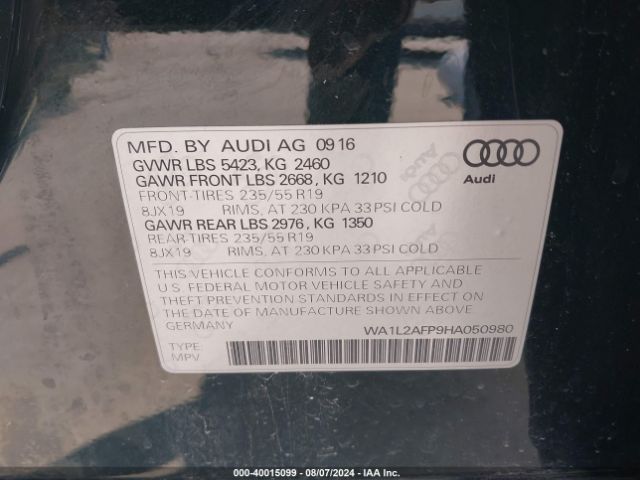 MFD. BY AUDI AG 09 16
GVWR LBS 5423, KG 2460
GAWR FRONT LBS 2668, KG 1210
FRONT-TIRES 235/55 R19
8JX19 RIMS, AT 230 KPA 33 PSI COLD
GAWR REAR LBS 2976, KG 1350
REAR-TIRES 235/55 R19
8JX19 RIMS, AT 230 KPA 33 PSI COLD
Audi
THIS VEHICLE CONFORMS TO ALL APPLICABLE
U.S. FEDERAL MOTOR VEHICLE SAFETY AND
THEFT PREVENTION STANDARDS IN EFFECT ON
THE DATE OF MANUFACTURE SHOWN ABOVE
GERMANY
WA1L2AFP9HA050980
TYPE:
MPV
000-40015099 - 08/07/2024 - IAA Inc.